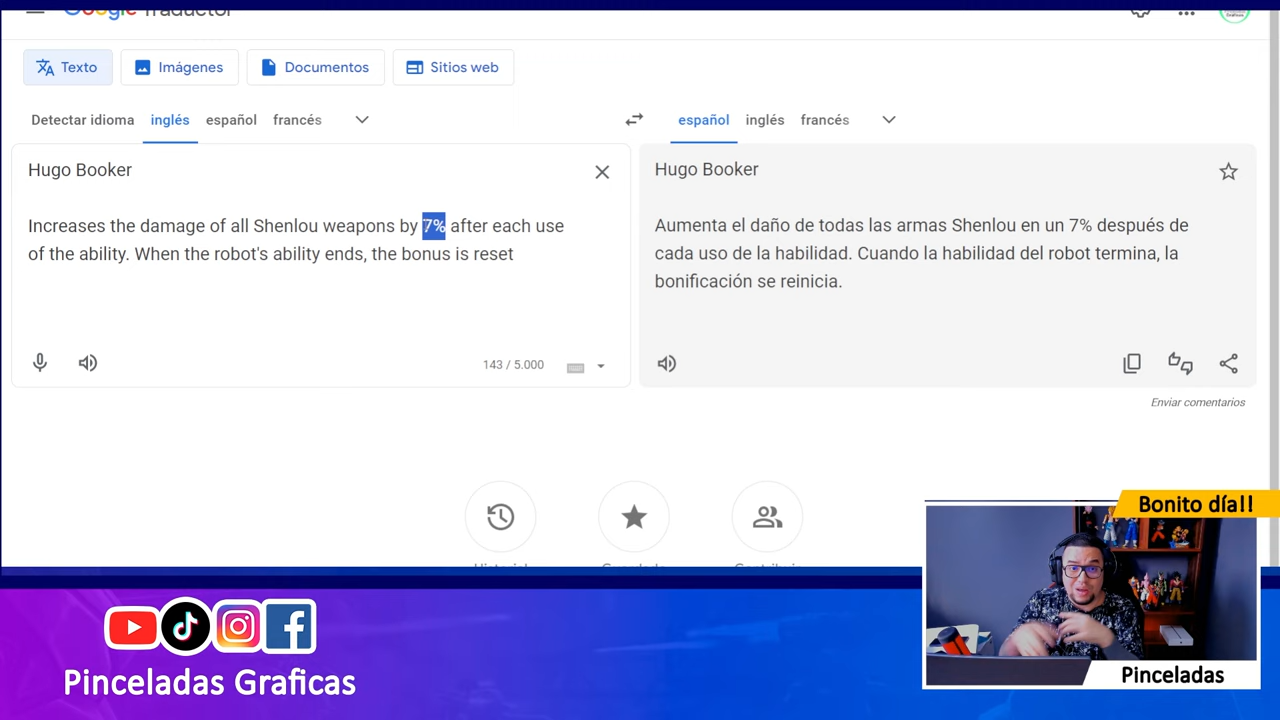 Google Traductor
Texto
Imágenes
Documentos
Sitios web
Detectar idioma
inglés
español
francés
español
inglés
francés
Hugo Booker
Increases the damage of all Shenlou weapons by 7% after each use
of the ability. When the robot's ability ends, the bonus is reset
143 / 5.000
Hugo Booker
Aumenta el daño de todas las armas Shenlou en un 7% después de
cada uso de la habilidad. Cuando la habilidad del robot termina, la
bonificación se reinicia.
Enviar comentarios
Bonito día!!
Pinceladas
Pinceladas Graficas